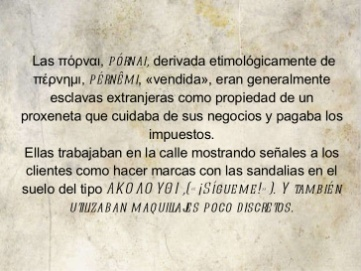 Las πόρναι, PÓRNAI, derivada etimológicamente de
πέρνημι, PÉRNÊMI, «vendida», eran generalmente
esclavas extranjeras como propiedad de un
proxeneta que cuidaba de sus negocios y pagaba los
impuestos.
Ellas trabajaban en la calle mostrando señales a los
clientes como hacer marcas con las sandalias en el
suelo del tipo ΑΚΟΛΟΥΘΙ ,(«¡SÍGUEME!»). Y TAMBIÉN
UTILIZABAN MAQUILLAJES POCO DISCRETOS.